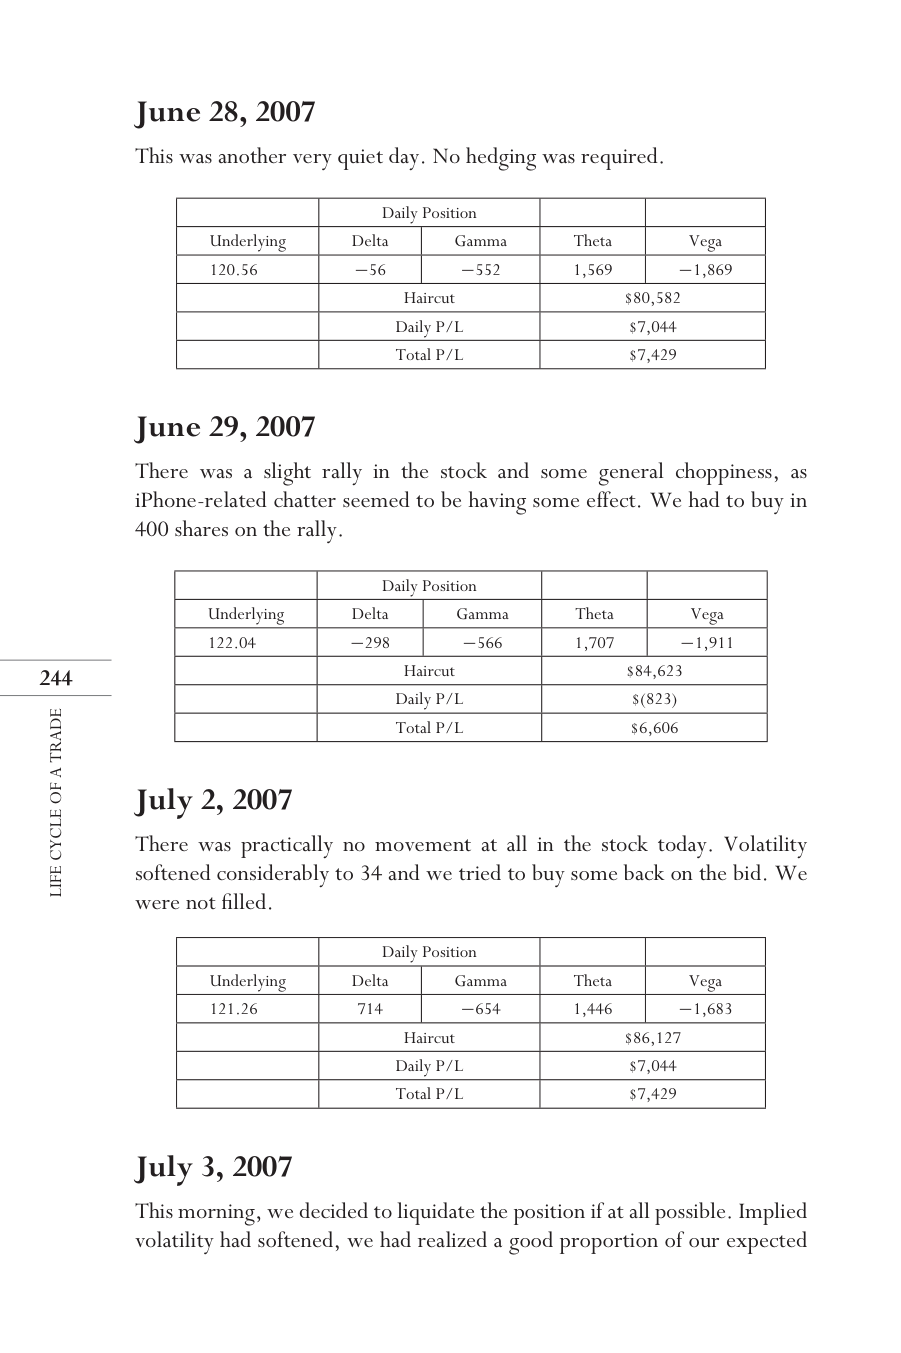 June 28, 2007
This was another very quiet day. No hedging was required.
Daily Position
Underlying Delta Gamma Theta Vega
120.56 −56 −552 1,569 −1,869
Haircut $80,582
Daily P/L $7,044
Total P/L $7,429
June 29, 2007
There was a slight rally in the stock and some general choppiness, as
iPhone-related chatter seemed to be having some effect. We had to buy in
400 shares on the rally.
Daily Position
Underlying Delta Gamma Theta Vega
122.04 −298 −566 1,707 −1,911
Haircut $84,623
Daily P/L $(823)
Total P/L $6,606
244
LIFE CYCLE OF A TRADE
July 2, 2007
There was practically no movement at all in the stock today. Volatility
softened considerably to 34 and we tried to buy some back on the bid. We
were not filled.
Daily Position
Underlying Delta Gamma Theta Vega
121.26 714 −654 1,446 −1,683
Haircut $86,127
Daily P/L $7,044
Total P/L $7,429
July 3, 2007
This morning, we decided to liquidate the position if at all possible. Implied
volatility had softened, we had realized a good proportion of our expected